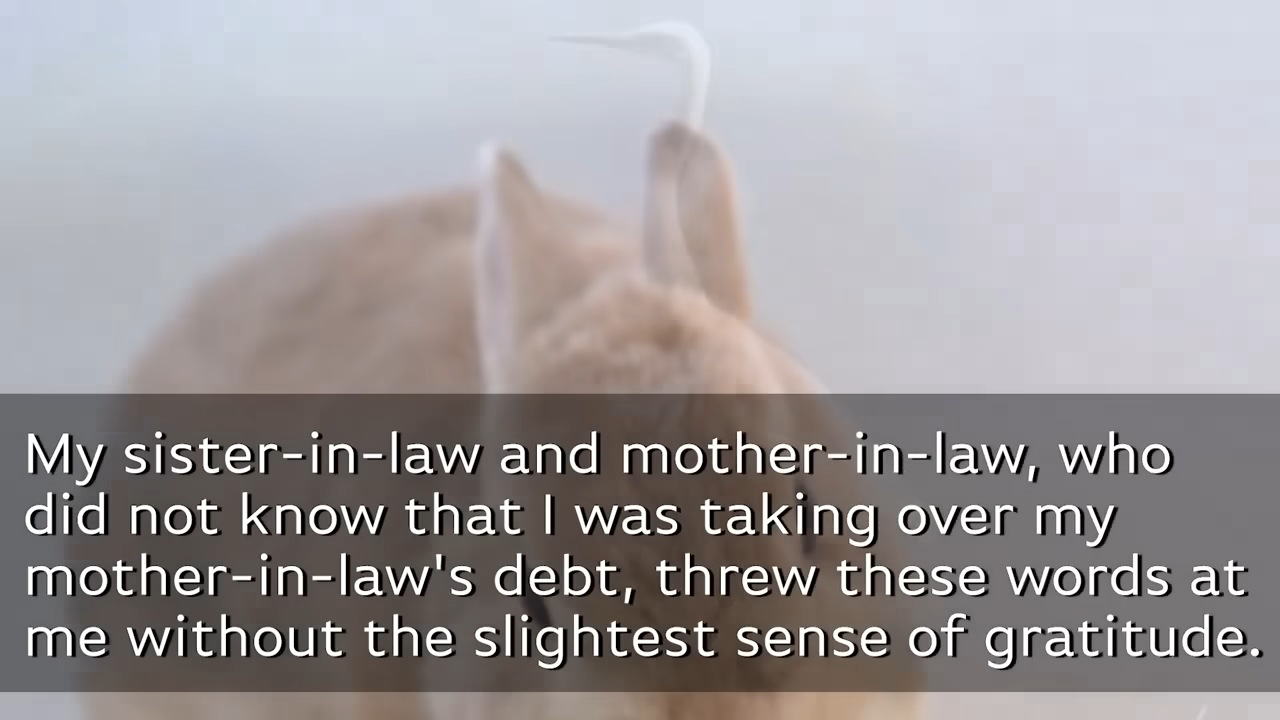 My sister-in-law and mother-in-law, who
did not know that I was taking over my
mother-in-law's debt, threw these words at
me without the slightest sense of gratitude.